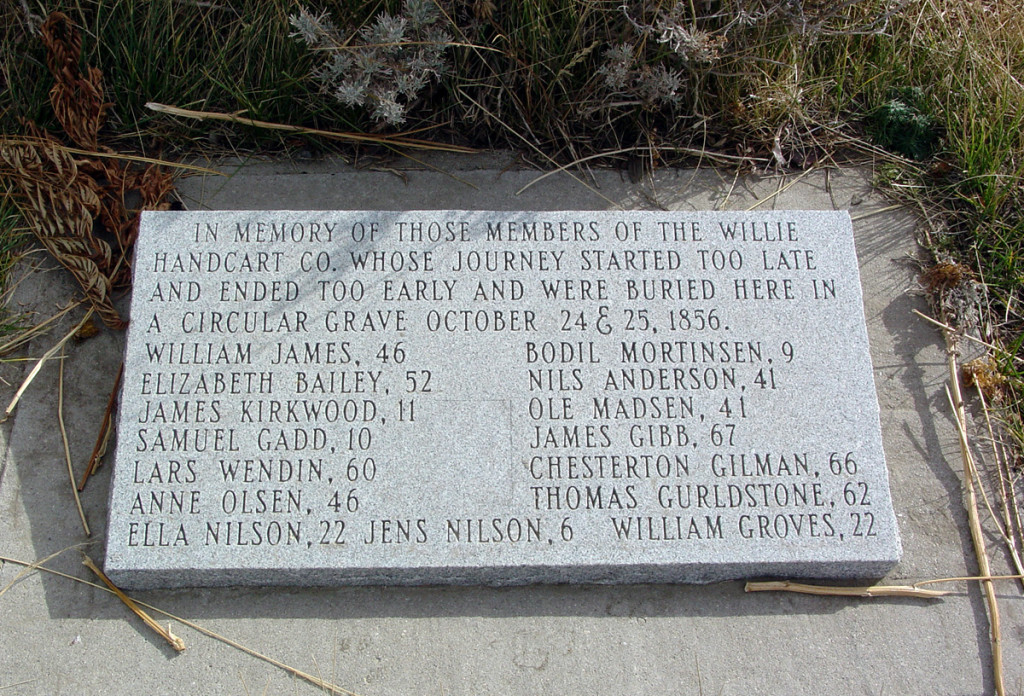 IN MEMORY OF THOSE MEMBERS OF THE WILLIE
HANDCART CO. WHOSE JOURNEY STARTED TOO LATE
AND ENDED TOO EARLY AND WERE BURIED HERE IN
A CIRCULAR GRAVE OCTOBER 24 & 25, 1856.
WILLIAM JAMES, 46 BODIL MORTINSEN, 9
ELIZABETH BAILEY, 52 NILS ANDERSON, 41
JAMES KIRKWOOD, 11 OLE MADSEN, 41
SAMUEL GADD, 10 JAMES GIBB, 67
LARS WENDIN, 60 CHESTERTON GILMAN, 66
ANNE OLSEN, 46 THOMAS GURLDSTONE, 62
ELLA NILSON, 22 JENS NILSON, 6 WILLIAM GROVES, 22